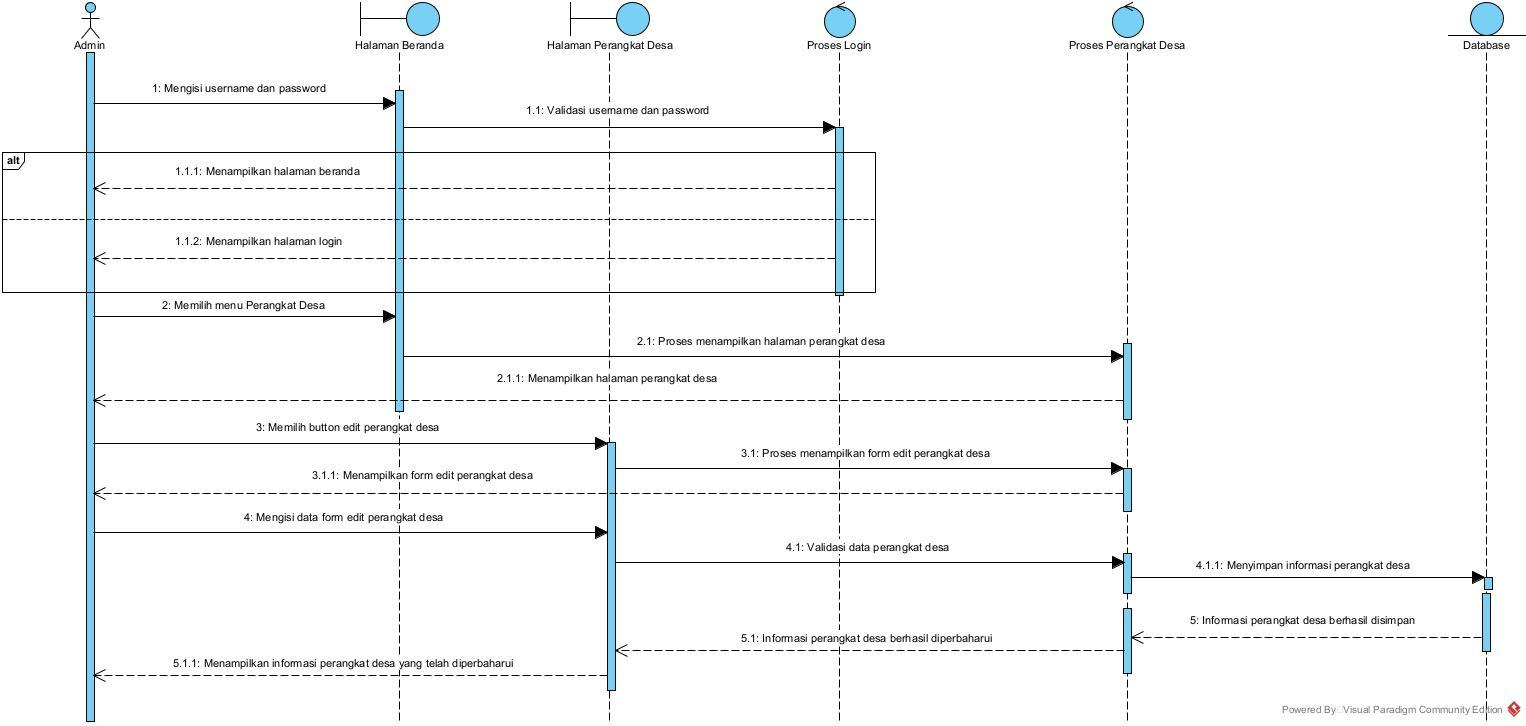 Admin
Halaman Beranda
Halaman Perangkat Desa
Proses Login
Proses Perangkat Desa
Database
1: Mengisi username dan password
1.1: Validasi username dan password
alt
1.1.1: Menampilkan halaman beranda
1.1.2: Menampilkan halaman login
2: Memilih menu Perangkat Desa
2.1: Proses menampilkan halaman perangkat desa
2.1.1: Menampilkan halaman perangkat desa
3: Memilih button edit perangkat desa
3.1: Proses menampilkan form edit perangkat desa
3.1.1: Menampilkan form edit perangkat desa
4: Mengisi data form edit perangkat desa
4.1: Validasi data perangkat desa
4.1.1: Menyimpan informasi perangkat desa
5: Informasi perangkat desa berhasil disimpan
5.1: Informasi perangkat desa berhasil diperbaharui
5.1.1: Menampilkan informasi perangkat desa yang telah diperbaharui
Powered By Visual Paradigm Community Edition